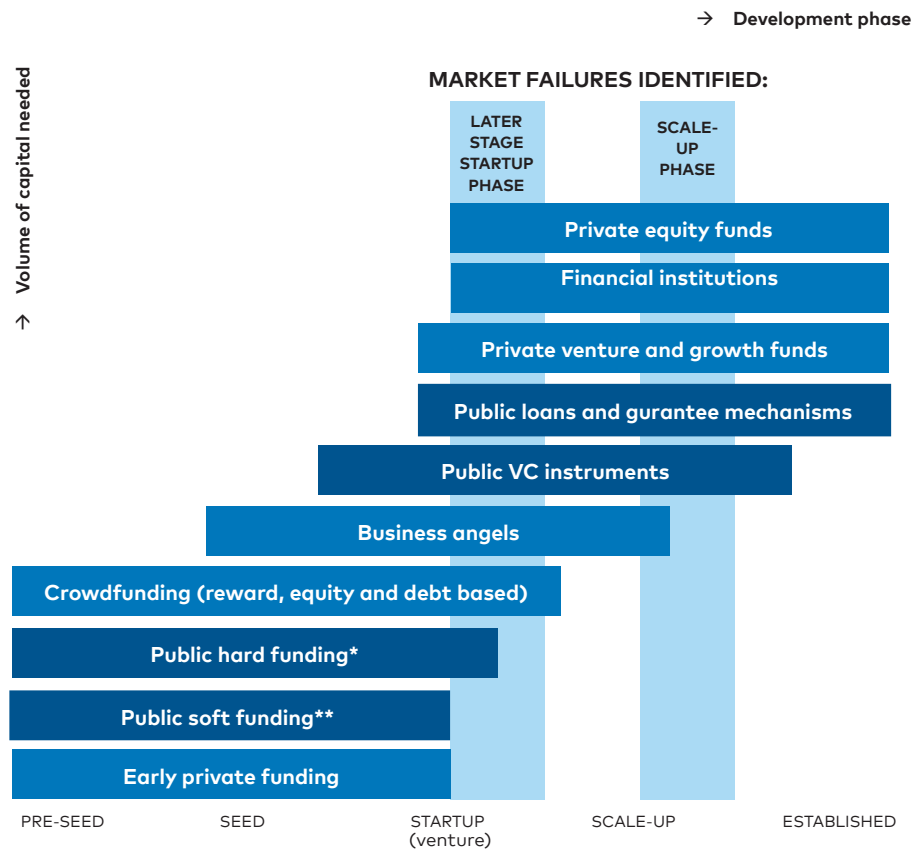 → Development phase
↑ Volume of capital needed
MARKET FAILURES IDENTIFIED:
LATER
STAGE
STARTUP
PHASE
SCALE-
UP
PHASE
Private equity funds
Financial institutions
Private venture and growth funds
Public loans and gurantee mechanisms
Public VC instruments
Business angels
Crowdfunding (reward, equity and debt based)
Public hard funding*
Public soft funding**
Early private funding
PRE-SEED
SEED
STARTUP
(venture)
SCALE-UP
ESTABLISHED